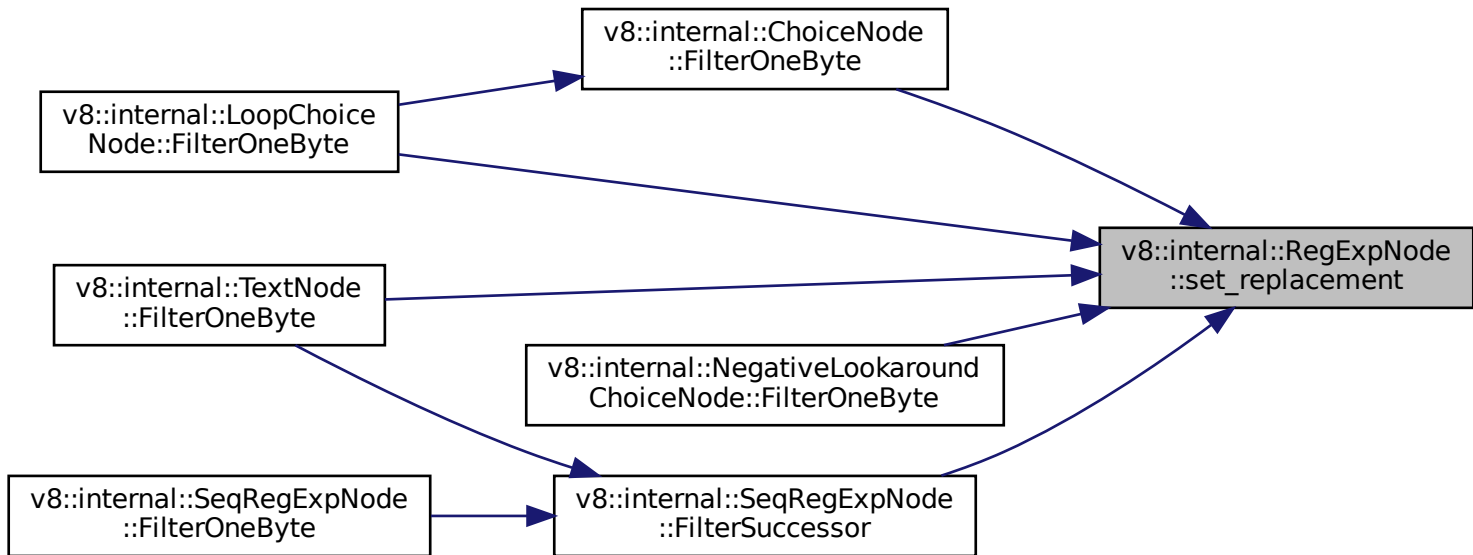 v8::internal::ChoiceNode
::FilterOneByte
v8::internal::LoopChoice
Node::FilterOneByte
v8::internal::RegExpNode
::set_replacement
v8::internal::TextNode
::FilterOneByte
v8::internal::NegativeLookaround
ChoiceNode::FilterOneByte
v8::internal::SeqRegExpNode
::FilterOneByte
v8::internal::SeqRegExpNode
::FilterSuccessor